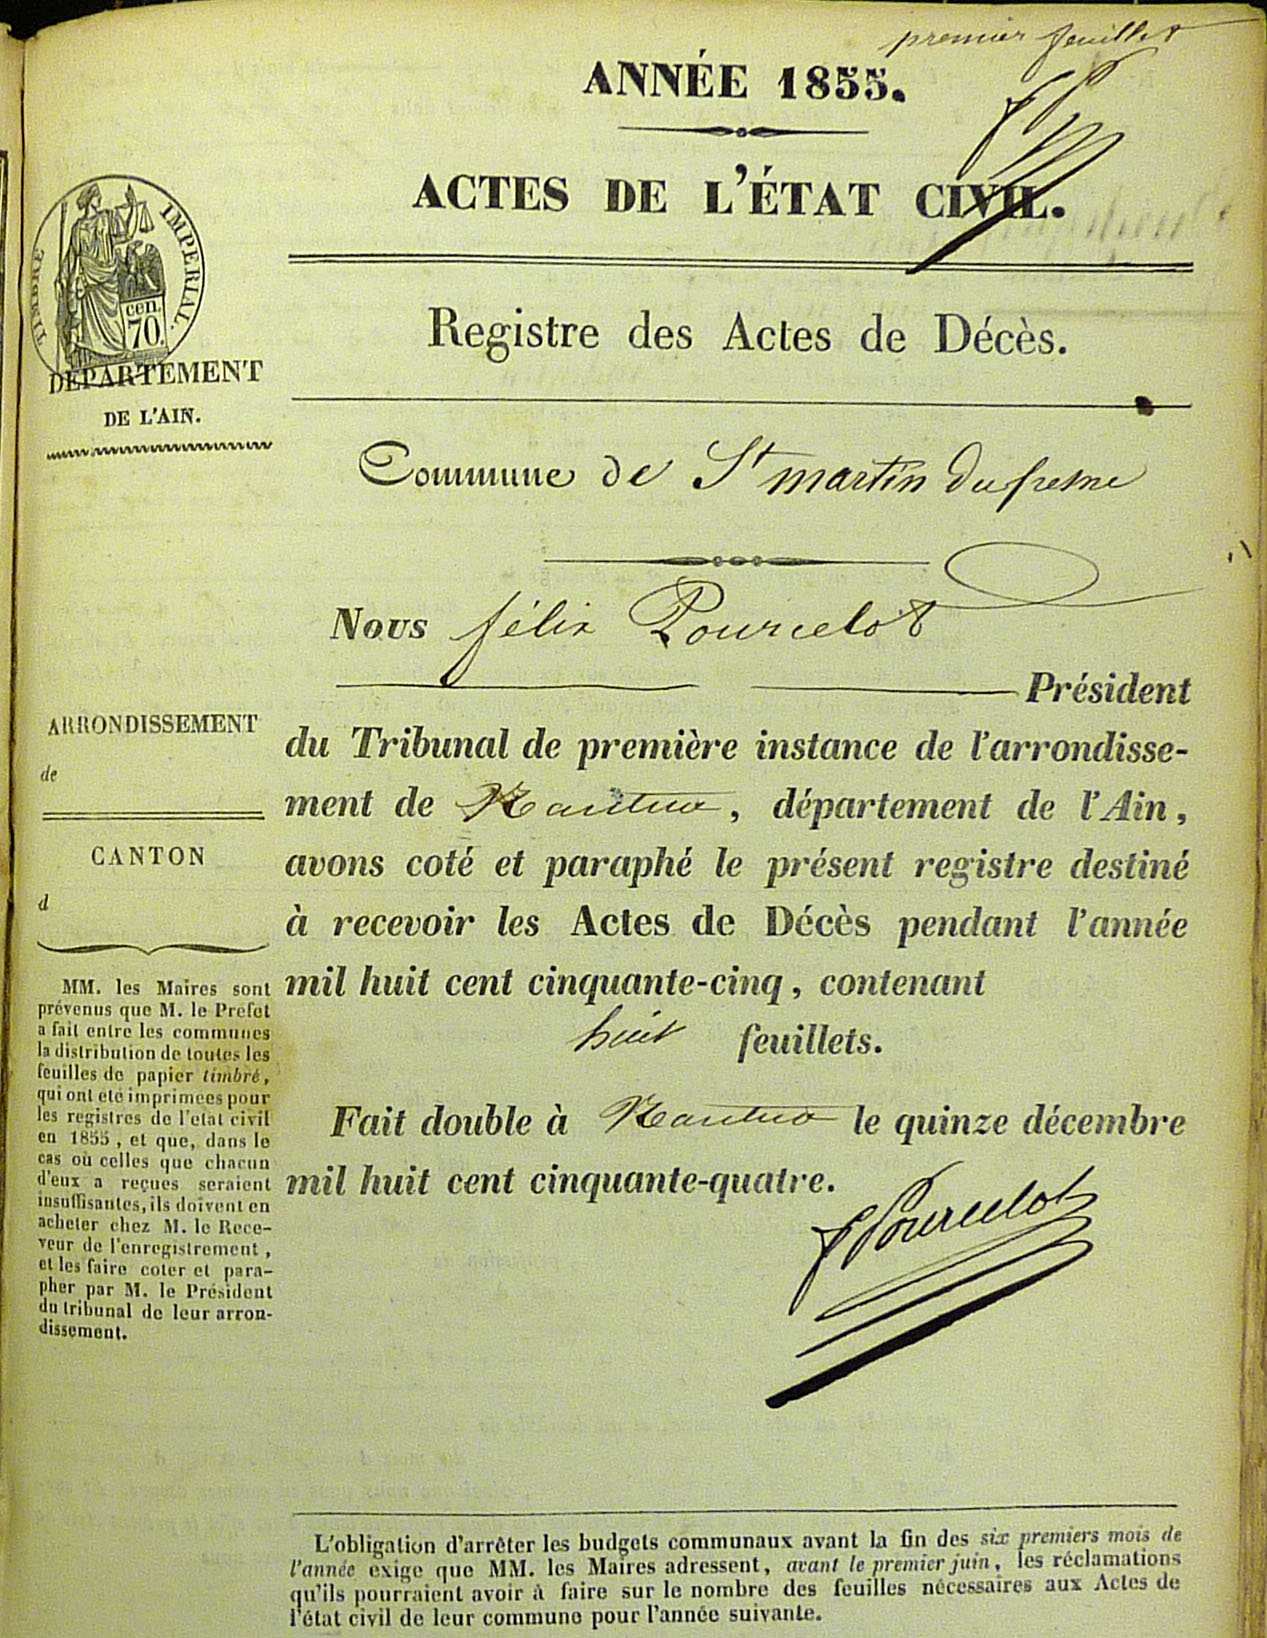 premier feuillet
ANNÉE 1855.
ACTES DE L'ÉTAT CIVIL.
TIMBRE IMPERIAL.
cen.
70.
DÉPARTEMENT
DE L'AIN.
Registre des Actes de Décès.
Commune de St martin Dufresne
Nous félix Pourcelot
Président
du Tribunal de première instance de l'arrondisse-
ment de Nantua, département de l'Ain,
avons coté et paraphé le présent registre destiné
à recevoir les Actes de Décès pendant l'année
mil huit cent cinquante-cinq, contenant
huit feuillets.
Fait double à Nantua le quinze décembre
mil huit cent cinquante-quatre.
fPourcelot
ARRONDISSEMENT
de
CANTON
d
MM. les Maires sont
prévenus que M. le Préfet
a fait entre les communes
la distribution de toutes les
feuilles de papier timbré,
qui ont été imprimées pour
les registres de l'état civil
en 1855, et que, dans le
cas où celles que chacun
d'eux a reçues seraient
insuffisantes, ils doivent en
acheter chez M. le Rece-
veur de l'enregistrement,
et les faire coter et para-
pher par M. le Président
du tribunal de leur arron-
dissement.
L'obligation d'arrêter les budgets communaux avant la fin des six premiers mois de
l'année exige que MM. les Maires adressent, avant le premier juin, les réclamations
qu'ils pourraient avoir à faire sur le nombre des feuilles nécessaires aux Actes de
l'état civil de leur commune pour l'année suivante.